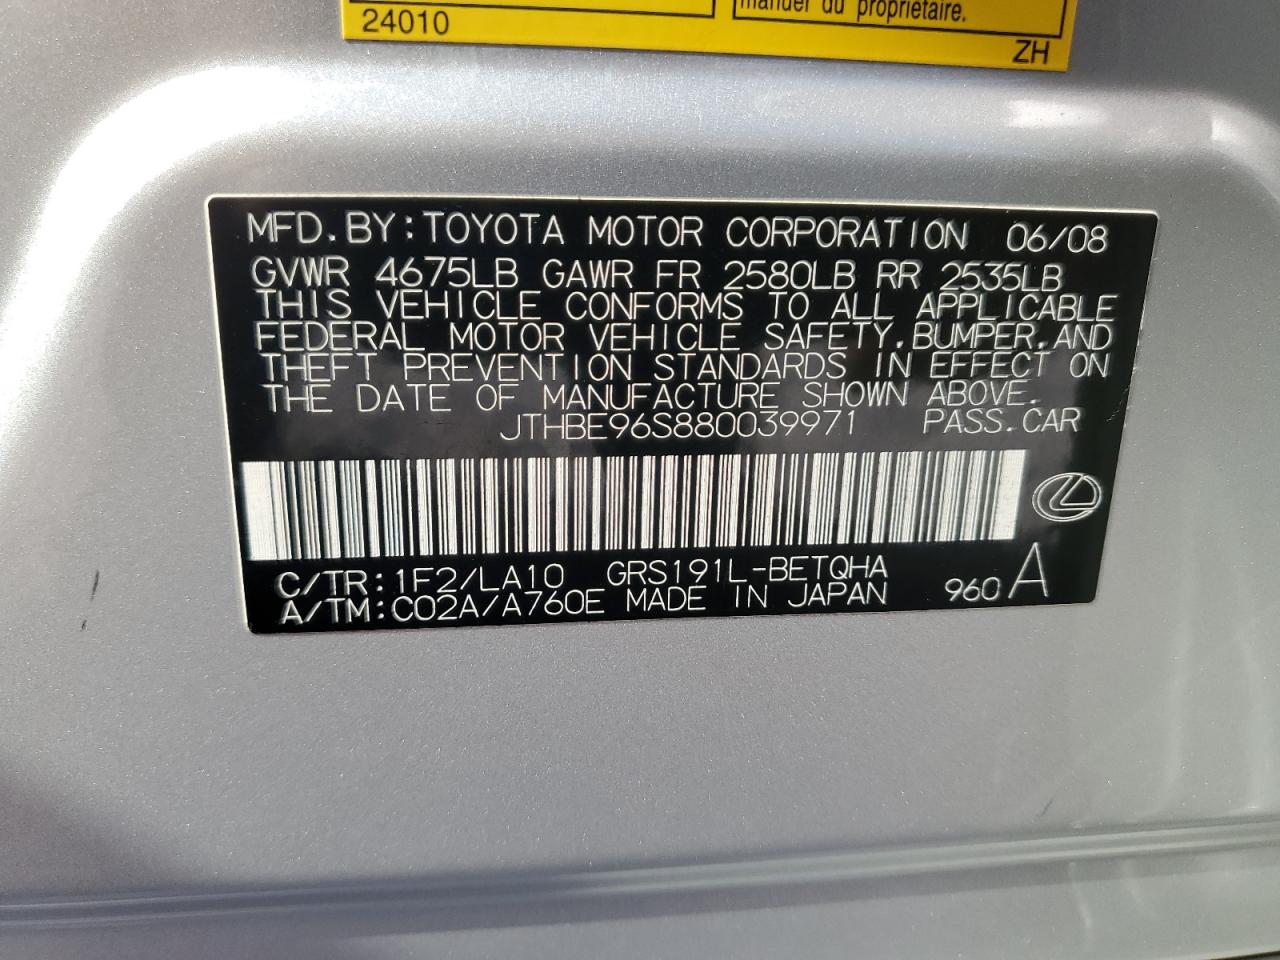 manuel du propriétaire.
24010
ZH
MFD.BY:TOYOTA MOTOR CORPORATION 06/08
GVWR 4675LB GAWR FR 2580LB RR 2535LB
THIS VEHICLE CONFORMS TO ALL APPLICABLE
FEDERAL MOTOR VEHICLE SAFETY.BUMPER.AND
THEFT PREVENTION STANDARDS IN EFFECT ON
THE DATE OF MANUFACTURE SHOWN ABOVE.
JTHBE96S880039971 PASS.CAR
C/TR:1F2/LA10 GRS191L-BETQHA
A/TM:C02A/A760E MADE IN JAPAN 960 A